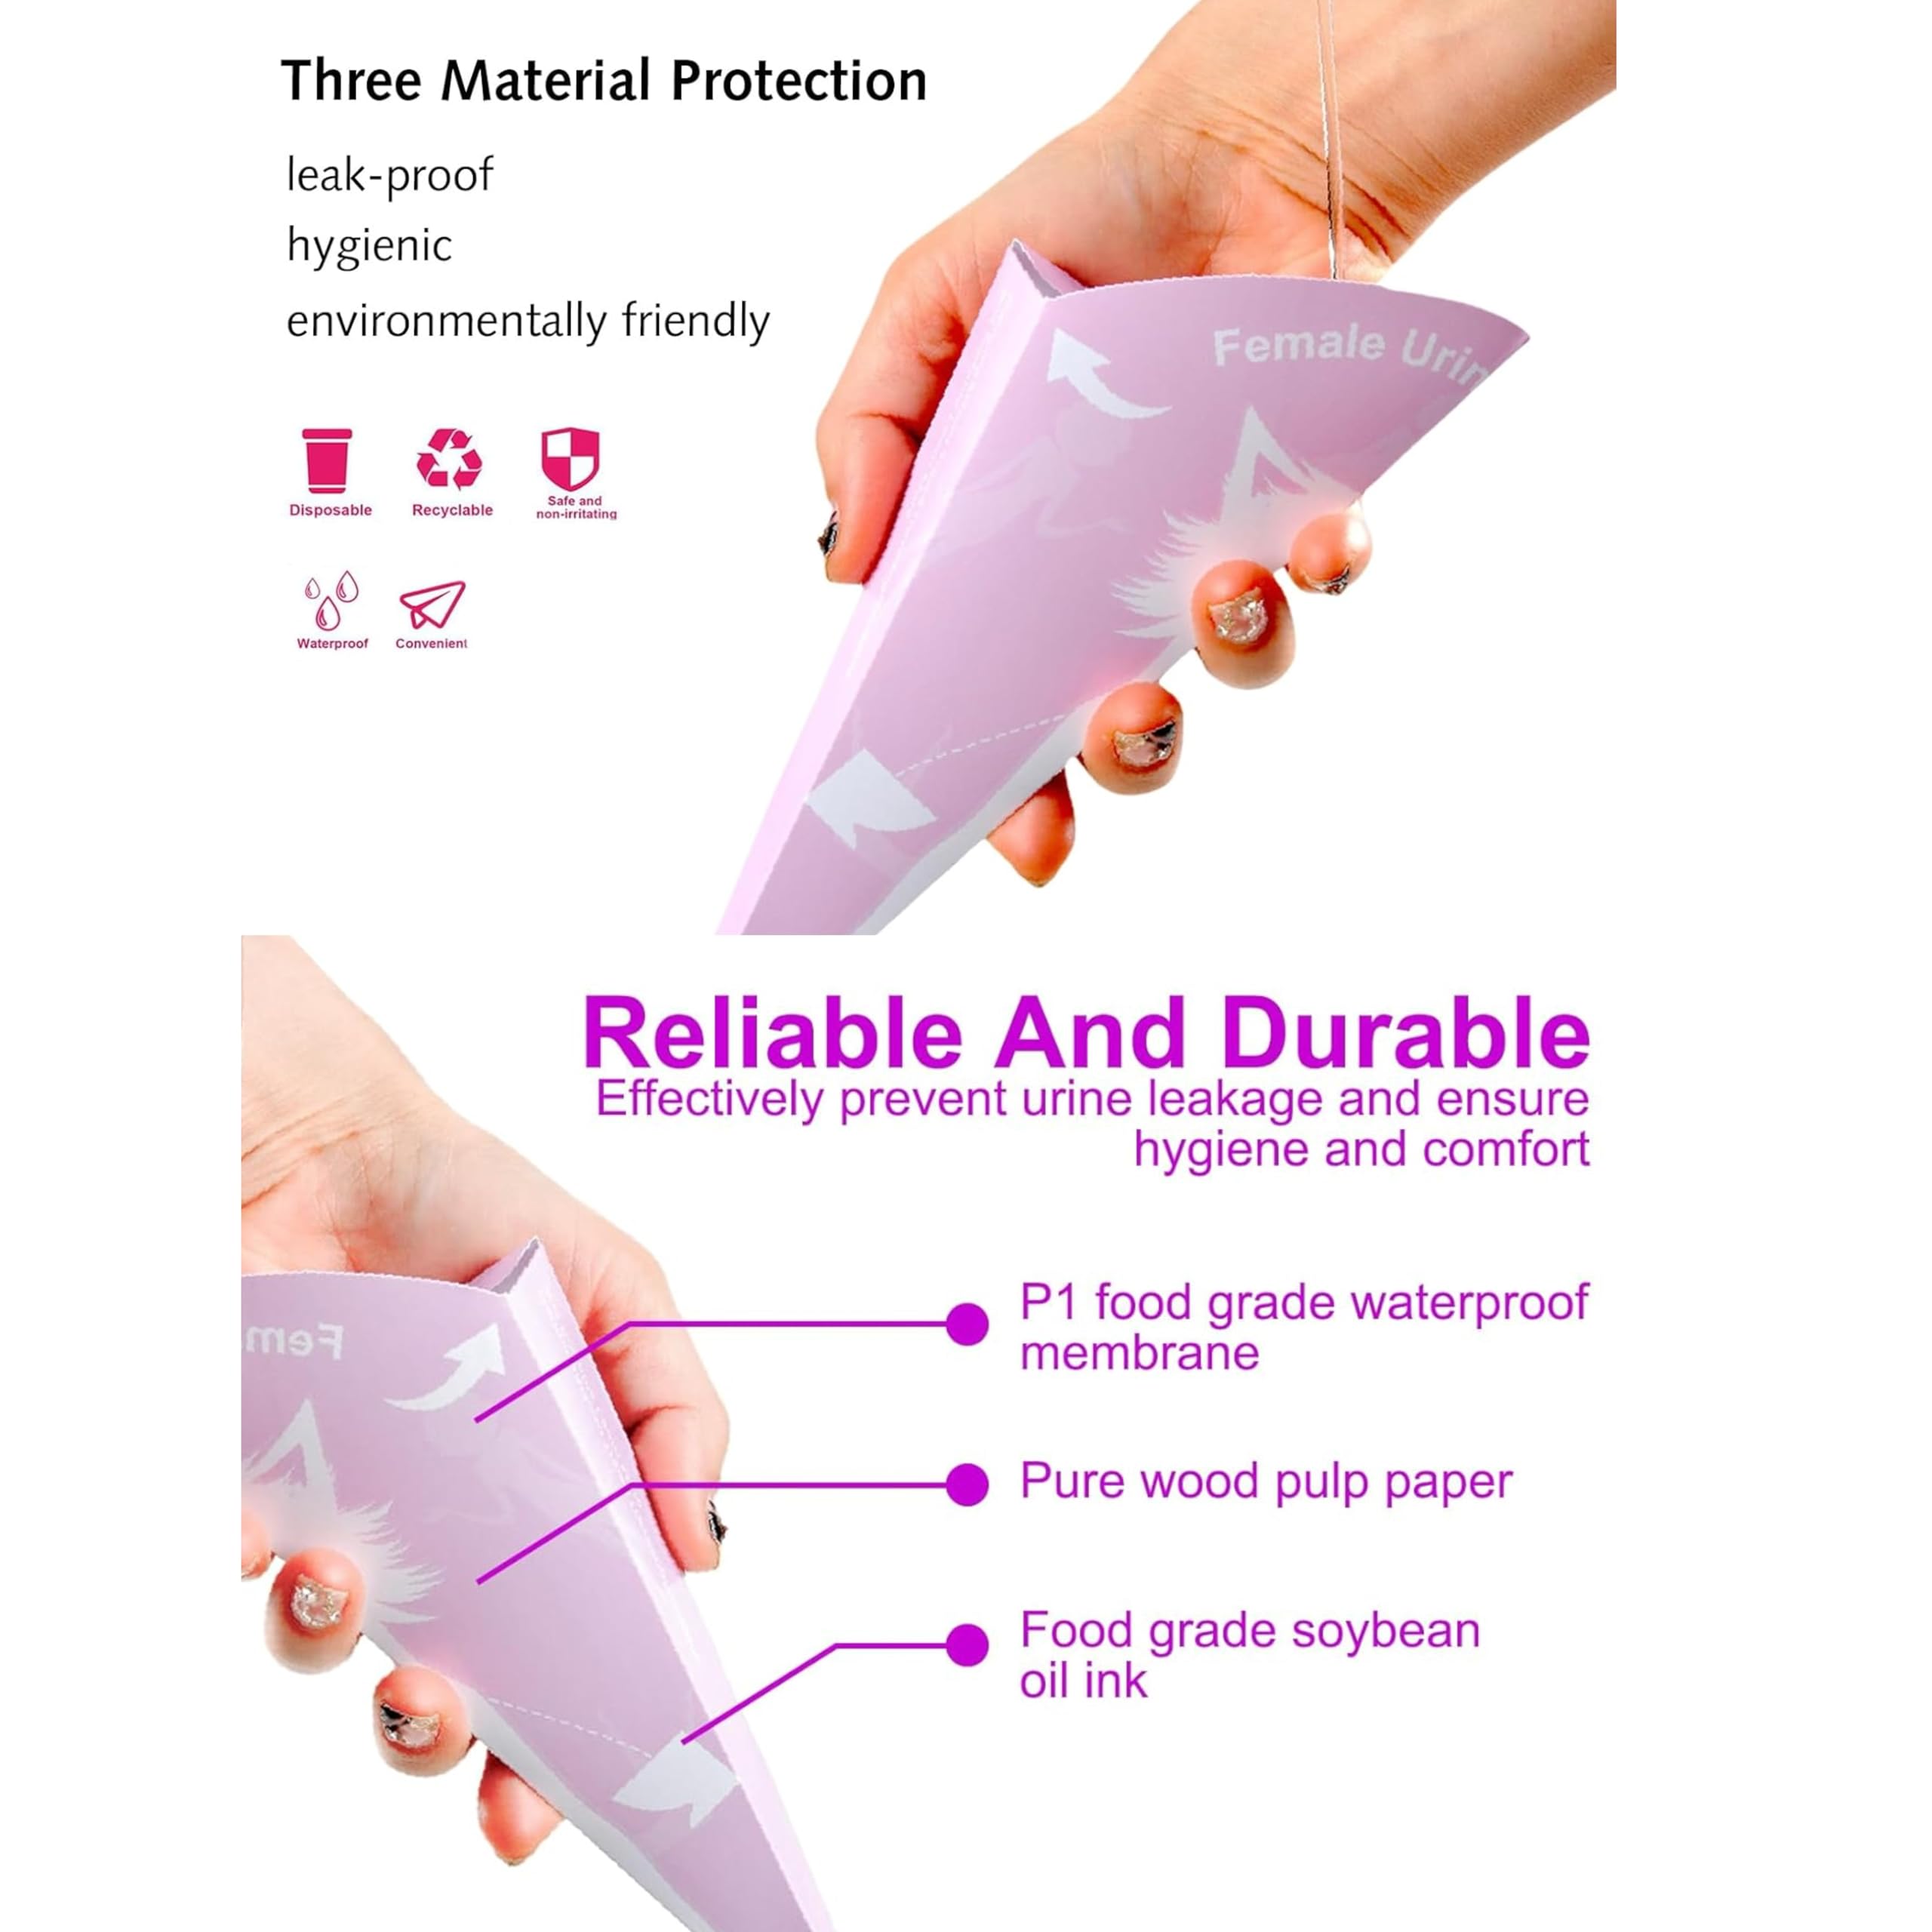 Three Material Protection
leak-proof
hygienic
environmentally friendly
Disposable
Recyclable
Safe and
non-irritating
Waterproof
Convenient
Female Urin
Reliable And Durable
Effectively prevent urine leakage and ensure
hygiene and comfort
Fem
P1 food grade waterproof
membrane
Pure wood pulp paper
Food grade soybean
oil ink